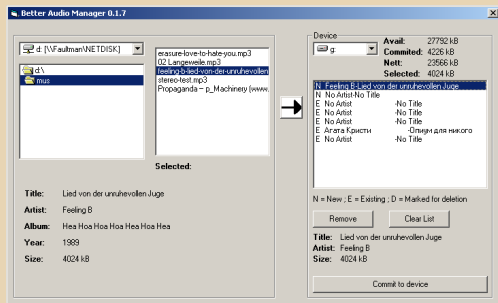 Better Audio Manager 0.1.7
d: [\\Faultman\NETDISK]
d:\
mus
erasure-love-to-hate-you.mp3
02 Langeweile.mp3
feeling-b-lied-von-der-unruhevollen
stereo-test.mp3
Propaganda – p_Machinery (www.
Selected:
Title: Lied von der unruhevollen Juge
Artist: Feeling B
Album: Hea Hoa Hoa Hea Hoa Hea
Year: 1989
Size: 4024 kB
Device
g:
Avail: 27792 kB
Commited: 4226 kB
Nett: 23566 kB
Selected: 4024 kB
N Feeling B-Lied von der unruhevollen Juge
N No Artist-No Title
E No Artist -No Title
E No Artist -No Title
E No Artist -No Title
E Агата Кристи -Опиум для никого
E No Artist -No Title
N = New ; E = Existing ; D = Marked for deletion
Remove Clear List
Title: Lied von der unruhevollen Juge
Artist: Feeling B
Size: 4024 kB
Commit to device